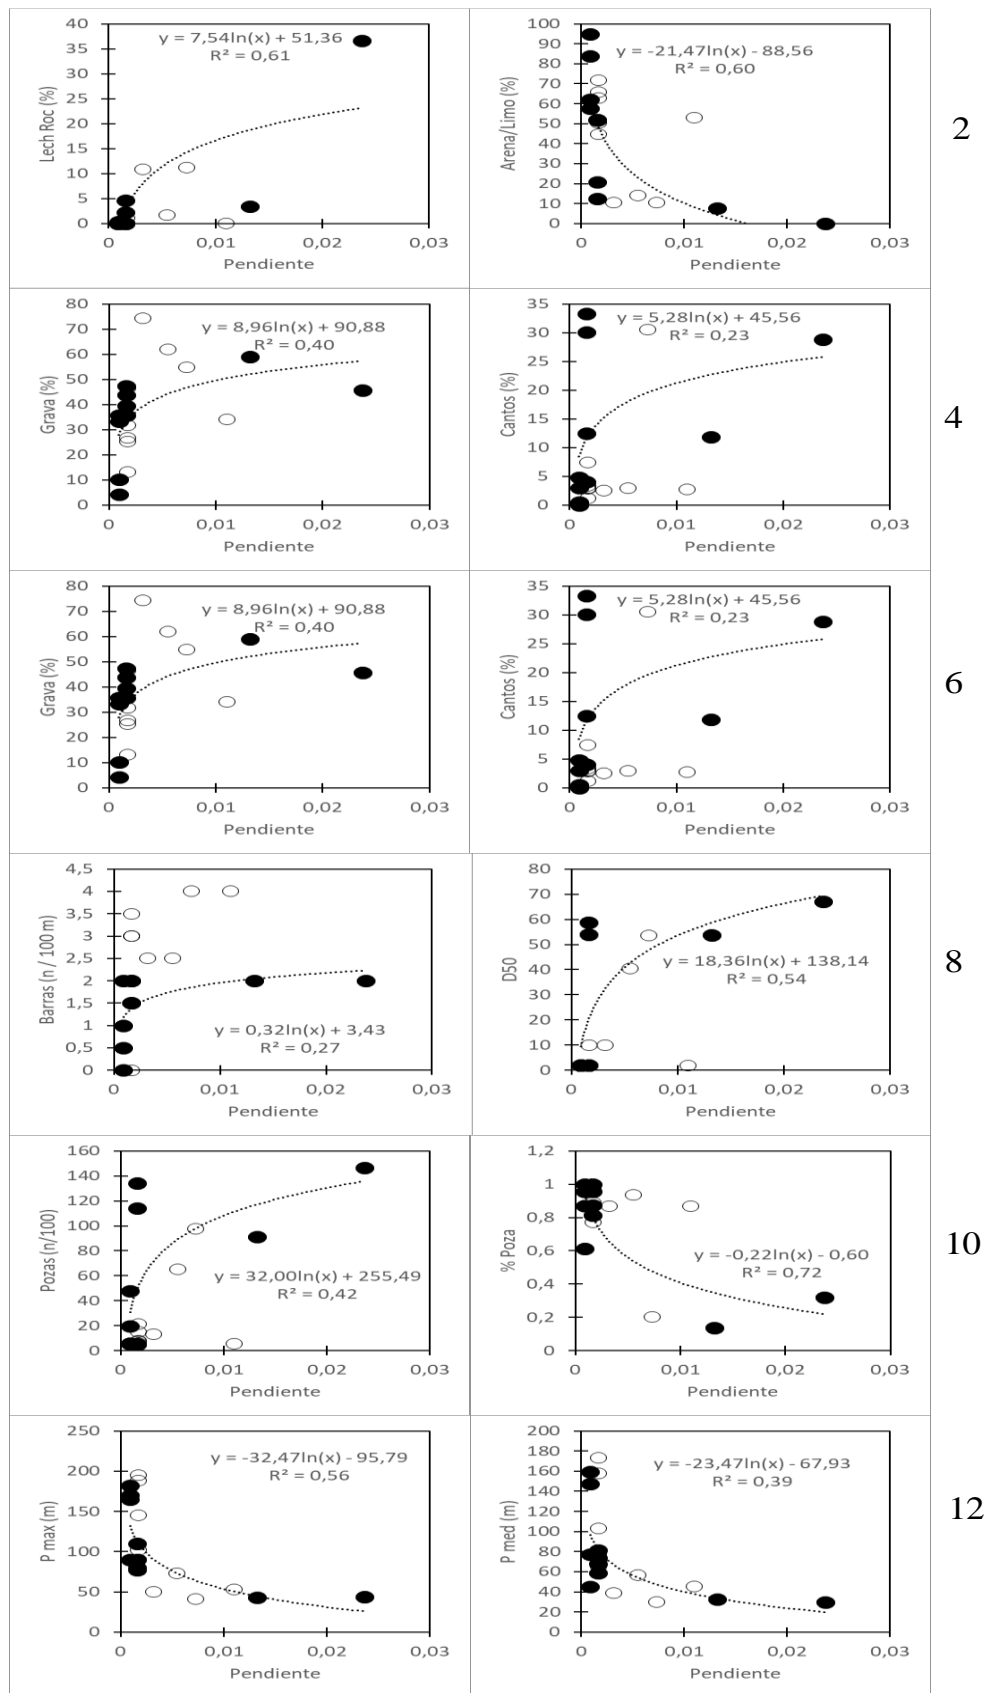 40
35
30
25
20
15
10
5
0
Lech Roc (%)
y = 7,54ln(x) + 51,36
R² = 0,61
0 0,01 0,02 0,03
Pendiente
100
90
80
70
60
50
40
30
20
10
0
Arena/Limo (%)
y = -21,47ln(x) - 88,56
R² = 0,60
0 0,01 0,02 0,03
Pendiente
2
80
70
60
50
40
30
20
10
0
Grava (%)
y = 8,96ln(x) + 90,88
R² = 0,40
0 0,01 0,02 0,03
Pendiente
35
30
25
20
15
10
5
0
Cantos (%)
y = 5,28ln(x) + 45,56
R² = 0,23
0 0,01 0,02 0,03
Pendiente
4
80
70
60
50
40
30
20
10
0
Grava (%)
y = 8,96ln(x) + 90,88
R² = 0,40
0 0,01 0,02 0,03
Pendiente
35
30
25
20
15
10
5
0
Cantos (%)
y = 5,28ln(x) + 45,56
R² = 0,23
0 0,01 0,02 0,03
Pendiente
6
4,5
4
3,5
3
2,5
2
1,5
1
0,5
0
Barras (n / 100 m)
y = 0,32ln(x) + 3,43
R² = 0,27
0 0,01 0,02 0,03
Pendiente
80
70
60
50
40
30
20
10
0
D50
y = 18,36ln(x) + 138,14
R² = 0,54
0 0,01 0,02 0,03
Pendiente
8
160
140
120
100
80
60
40
20
0
Pozas (n/100)
y = 32,00ln(x) + 255,49
R² = 0,42
0 0,01 0,02 0,03
Pendiente
1,2
1
0,8
0,6
0,4
0,2
0
% Poza
y = -0,22ln(x) - 0,60
R² = 0,72
0 0,01 0,02 0,03
Pendiente
10
250
200
150
100
50
0
P max (m)
y = -32,47ln(x) - 95,79
R² = 0,56
0 0,01 0,02 0,03
Pendiente
200
180
160
140
120
100
80
60
40
20
0
P med (m)
y = -23,47ln(x) - 67,93
R² = 0,39
0 0,01 0,02 0,03
Pendiente
12